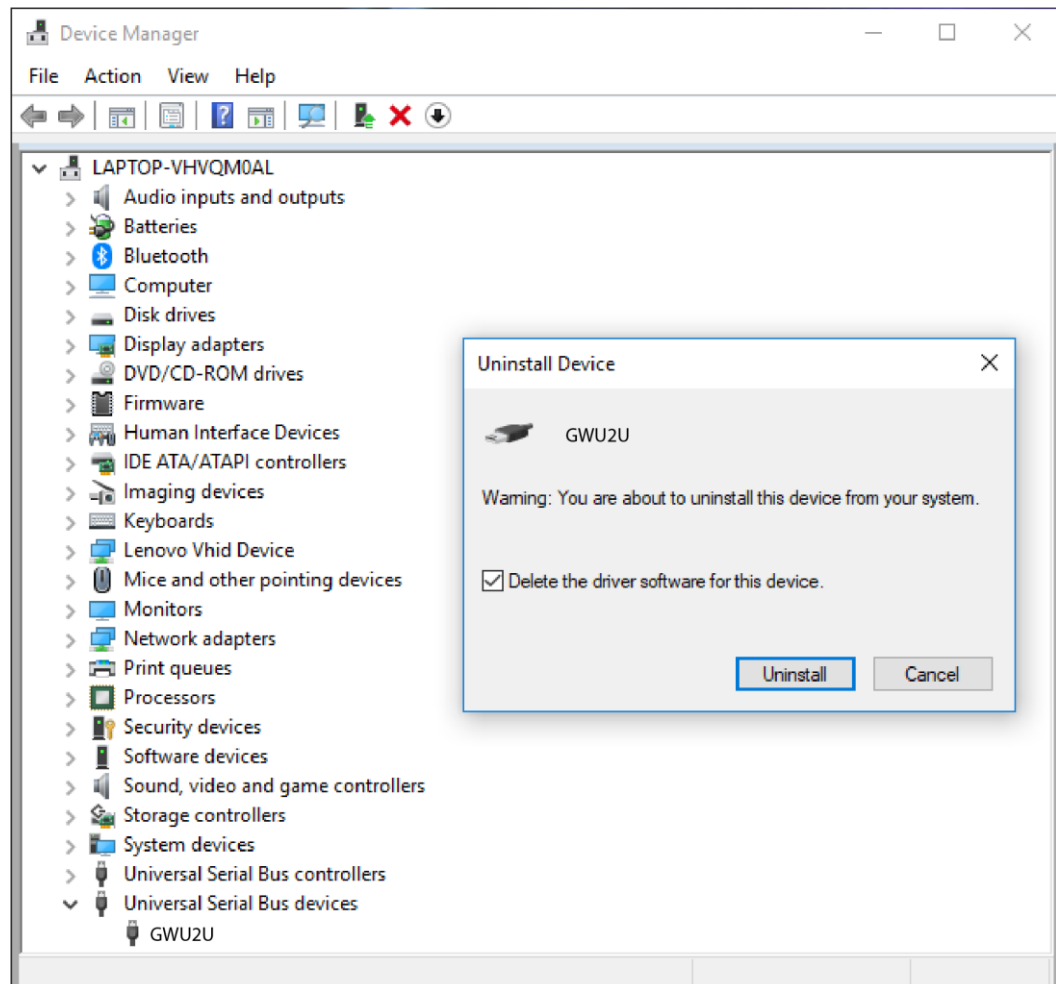 Device Manager
File Action View Help
LAPTOP-VHVQM0AL
Audio inputs and outputs
Batteries
Bluetooth
Computer
Disk drives
Display adapters
DVD/CD-ROM drives
Firmware
Human Interface Devices
IDE ATA/ATAPI controllers
Imaging devices
Keyboards
Lenovo Vhid Device
Mice and other pointing devices
Monitors
Network adapters
Print queues
Processors
Security devices
Software devices
Sound, video and game controllers
Storage controllers
System devices
Universal Serial Bus controllers
Universal Serial Bus devices
GWU2U
Uninstall Device
GWU2U
Warning: You are about to uninstall this device from your system.
Delete the driver software for this device.
Uninstall Cancel